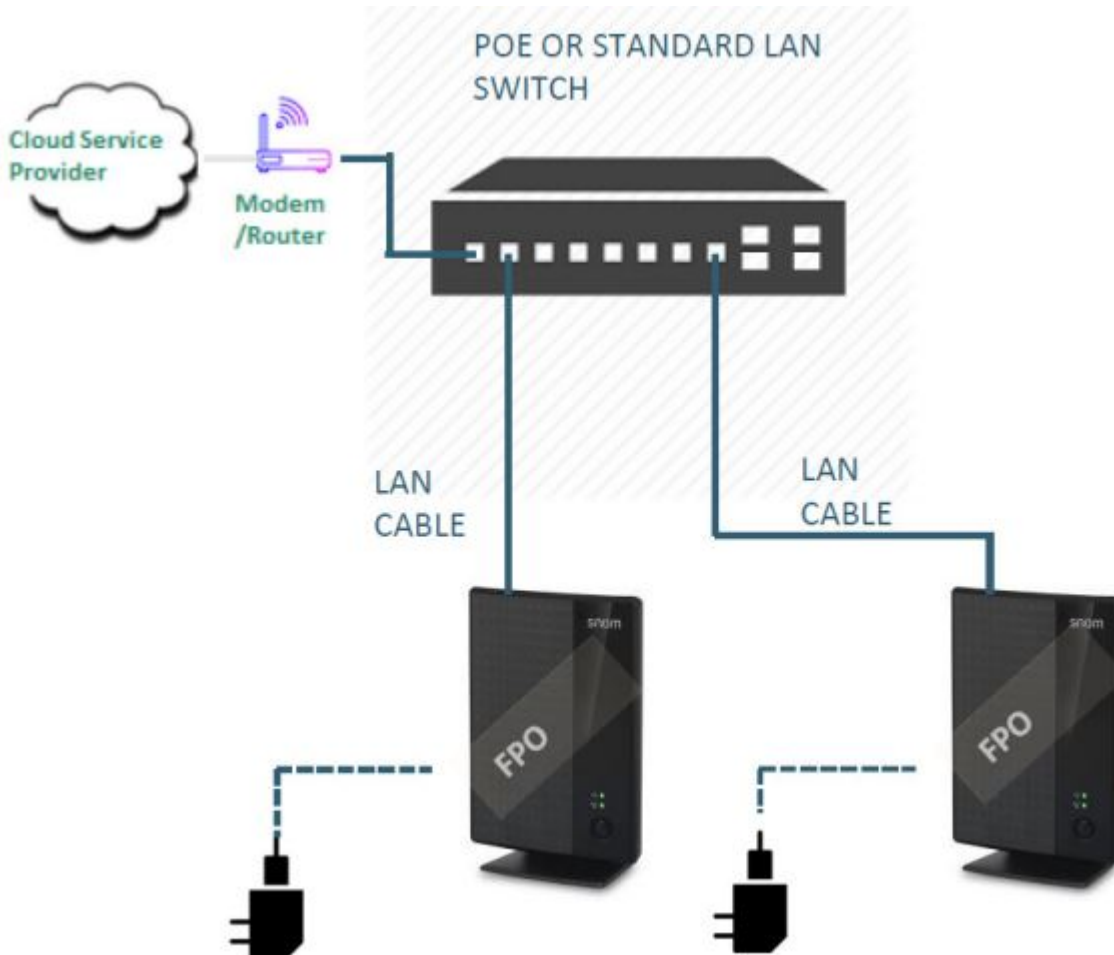 POE OR STANDARD LAN
SWITCH
Cloud Service
Provider
Modem
/Router
LAN
CABLE
LAN
CABLE
snom
FPO
snom
FPO